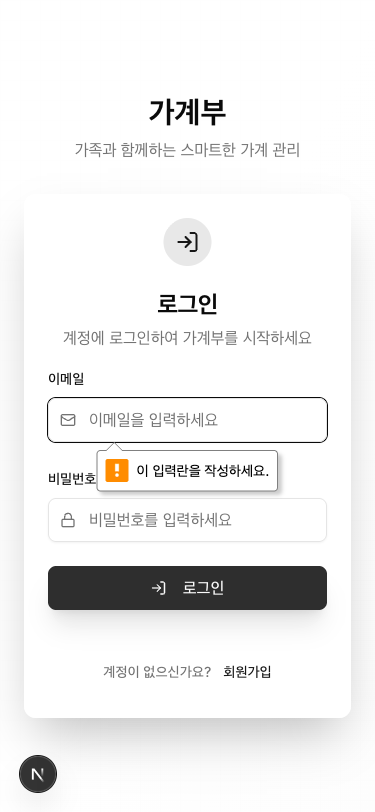 가계부
가족과 함께하는 스마트한 가계 관리
로그인
계정에 로그인하여 가계부를 시작하세요
이메일
이메일을 입력하세요
이 입력란을 작성하세요.
비밀번호
비밀번호를 입력하세요
로그인
계정이 없으신가요? 회원가입
N